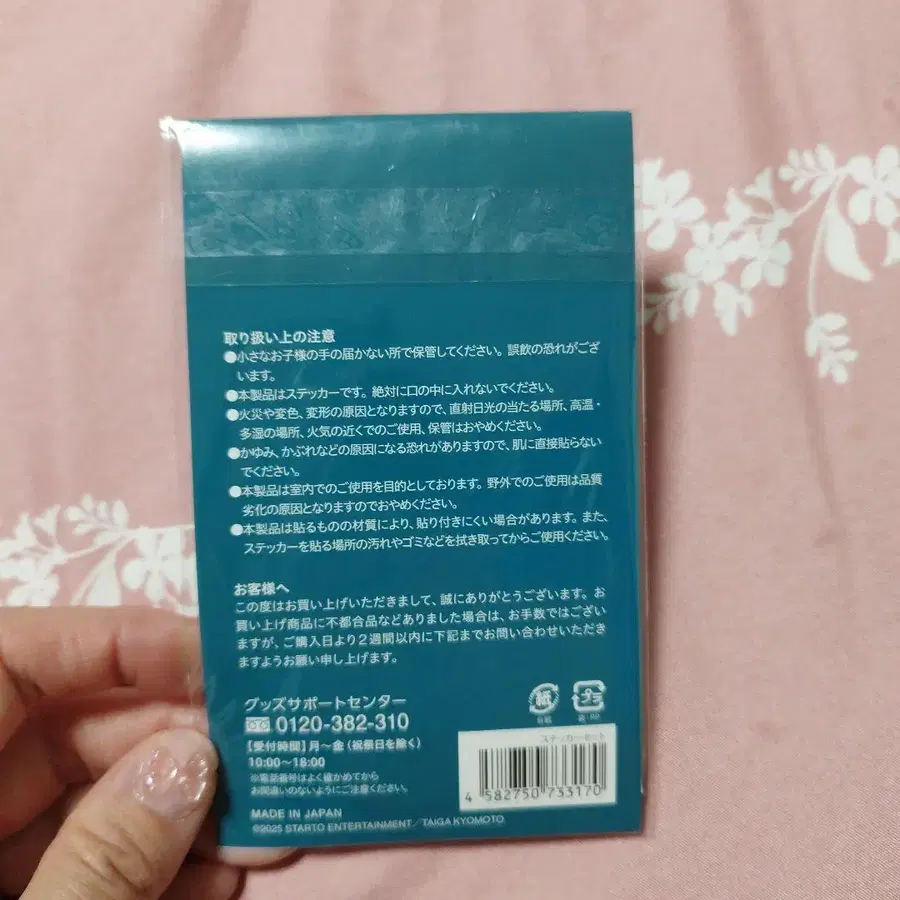 取り扱い上の注意
●小さなお子様の手の届かない所で保管してください。誤飲の恐れがござ
います。
●本製品はステッカーです。絶対に口の中に入れないでください。
●火災や変色、変形の原因となりますので、直射日光の当たる場所、高温・
多湿の場所、火気の近くでのご使用、保管はおやめください。
●かゆみ、かぶれなどの原因になる恐れがありますので、肌に直接貼らない
でください。
●本製品は室内でのご使用を目的としております。野外でのご使用は品質
劣化の原因となりますのでおやめください。
●本製品は貼るものの材質により、貼り付きにくい場合があります。また、
ステッカーを貼る場所の汚れやゴミなどを拭き取ってからご使用ください。
お客様へ
この度はお買い上げいただきまして、誠にありがとうございます。お
買い上げ商品に不都合品などありました場合は、お手数ではござい
ますが、ご購入日より2週間以内に下記までお問い合わせいただき
ますようお願い申し上げます。
グッズサポートセンター
0120-382-310
【受付時間】月~金(祝祭日を除く)
10:00~18:00
※電話番号はよく確かめてから
お間違いのないようにご注意ください。
MADE IN JAPAN
©2025 STARTO ENTERTAINMENT/TAIGA KYOMOTO
紙
台紙
プラ
袋:PP
ステッカーセット
4 582750 733170